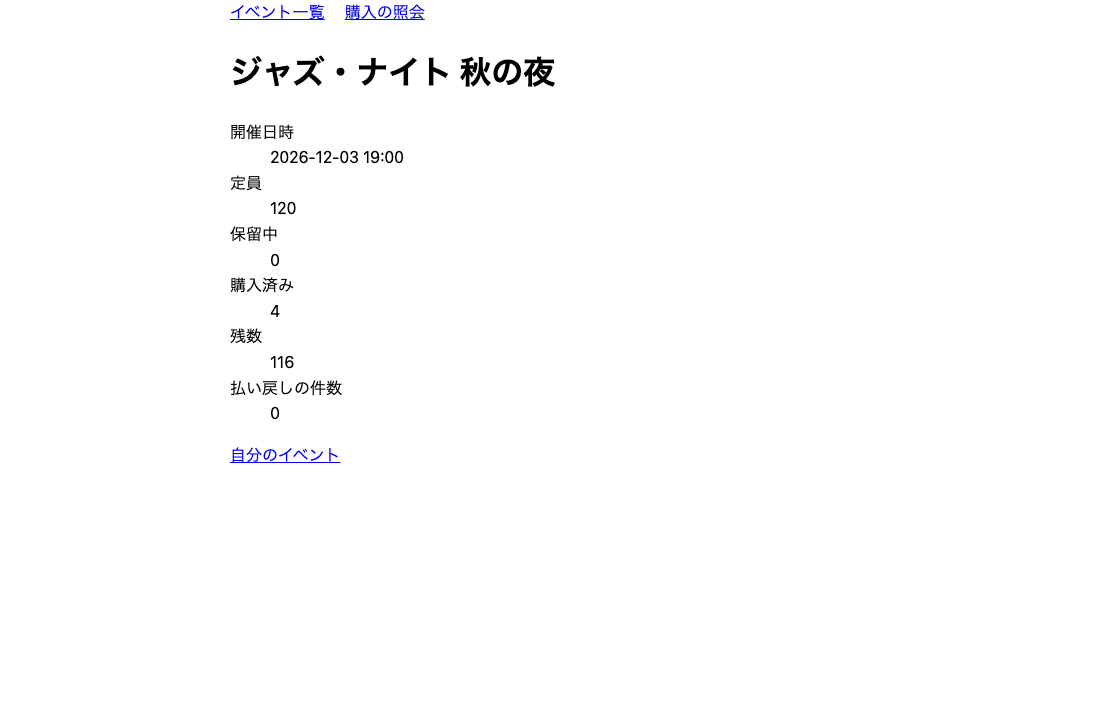 イベント一覧 購入の照会
ジャズ・ナイト 秋の夜
開催日時
2026-12-03 19:00
定員
120
保留中
0
購入済み
4
残数
116
払い戻しの件数
0
自分のイベント